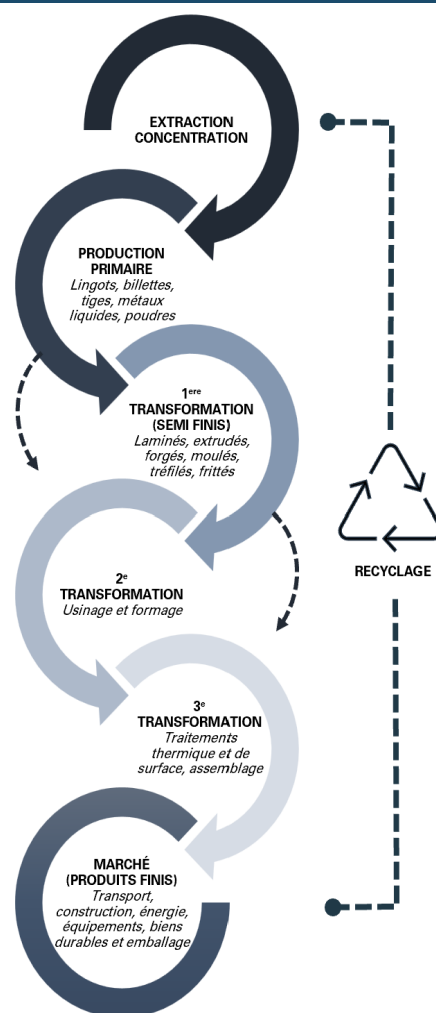 EXTRACTION
CONCENTRATION
PRODUCTION
PRIMAIRE
Lingots, billettes,
tiges, métaux
liquides, poudres
1ere
TRANSFORMATION
(SEMI FINIS)
Laminés, extrudés,
forgés, moulés,
tréfilés, frittés
RECYCLAGE
2e
TRANSFORMATION
Usinage et formage
3e
TRANSFORMATION
Traitements
thermique et de
surface, assemblage
MARCHÉ
(PRODUITS FINIS)
Transport,
construction, énergie,
équipements, biens
durables et emballage